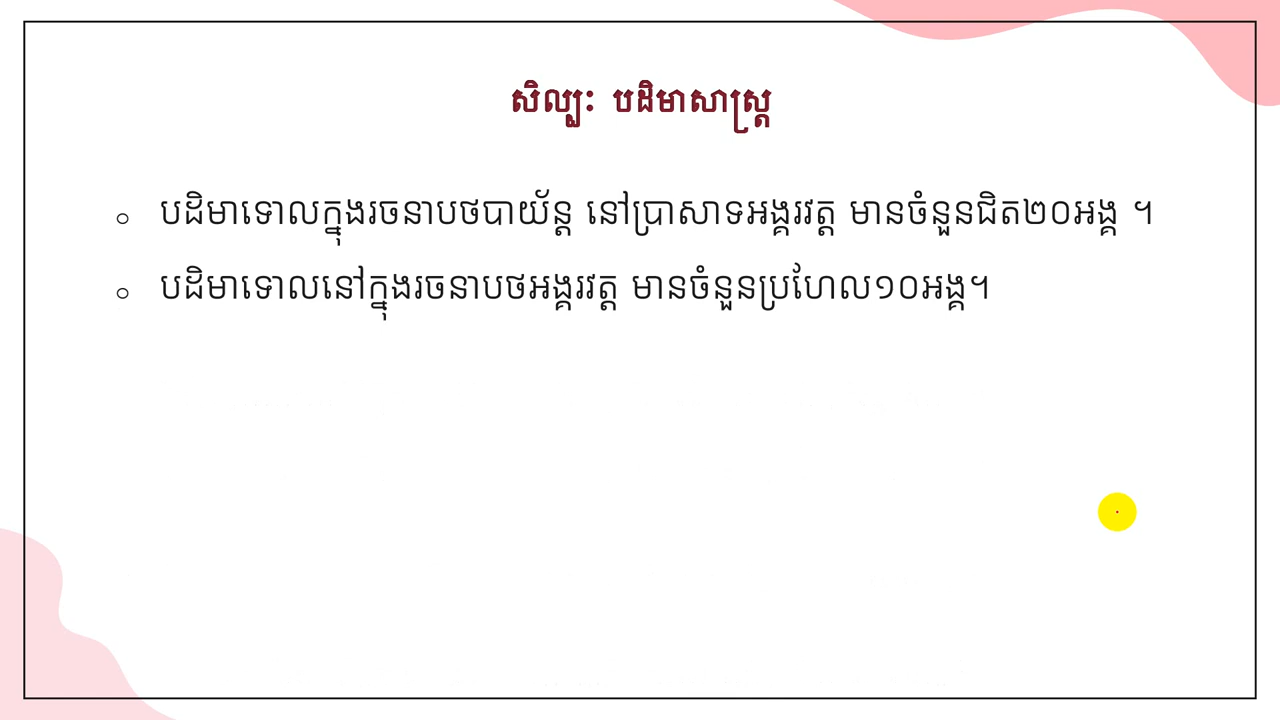 សិល្បៈ បដិមាសាស្ត្រ
○ បដិមាទោលក្នុងរចនាបថបាយ័ន្ត នៅប្រាសាទអង្គរវត្ត មានចំនួនជិត២០អង្គ ។
○ បដិមាទោលនៅក្នុងរចនាបថអង្គរវត្ត មានចំនួនប្រហែល១០អង្គ។